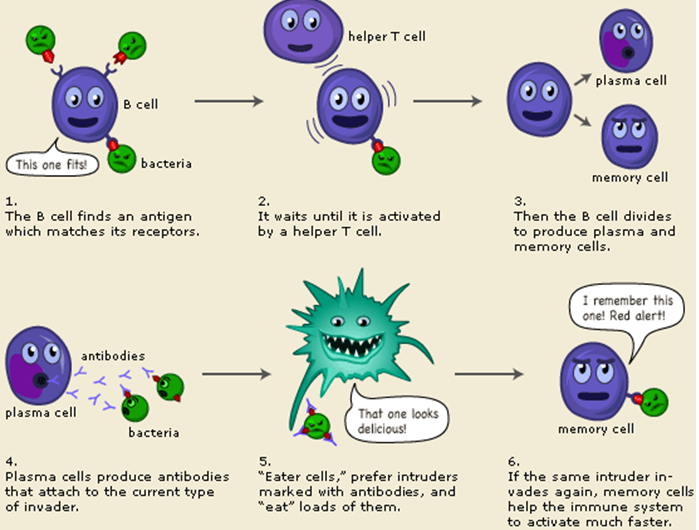 helper T cell
B cell
plasma cell
This one fits!
bacteria
memory cell
1.
The B cell finds an antigen
which matches its receptors.
2.
It waits until it is activated
by a helper T cell.
3.
Then the B cell divides
to produce plasma and
memory cells.
I remember this
one! Red alert!
antibodies
plasma cell
bacteria
That one looks
delicious!
memory cell
4.
Plasma cells produce antibodies
that attach to the current type
of invader.
5.
“Eater cells,” prefer intruders
marked with antibodies, and
“eat” loads of them.
6.
If the same intruder in-
vades again, memory cells
help the immune system
to activate much faster.